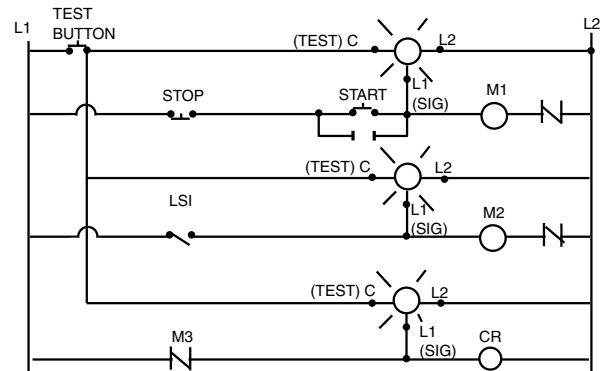 TEST
BUTTON
L1
L2
(TEST) C
L2
L1
(SIG)
STOP
START
M1
(TEST) C
L2
L1
(SIG)
LSI
M2
(TEST) C
L2
L1
(SIG)
M3
CR